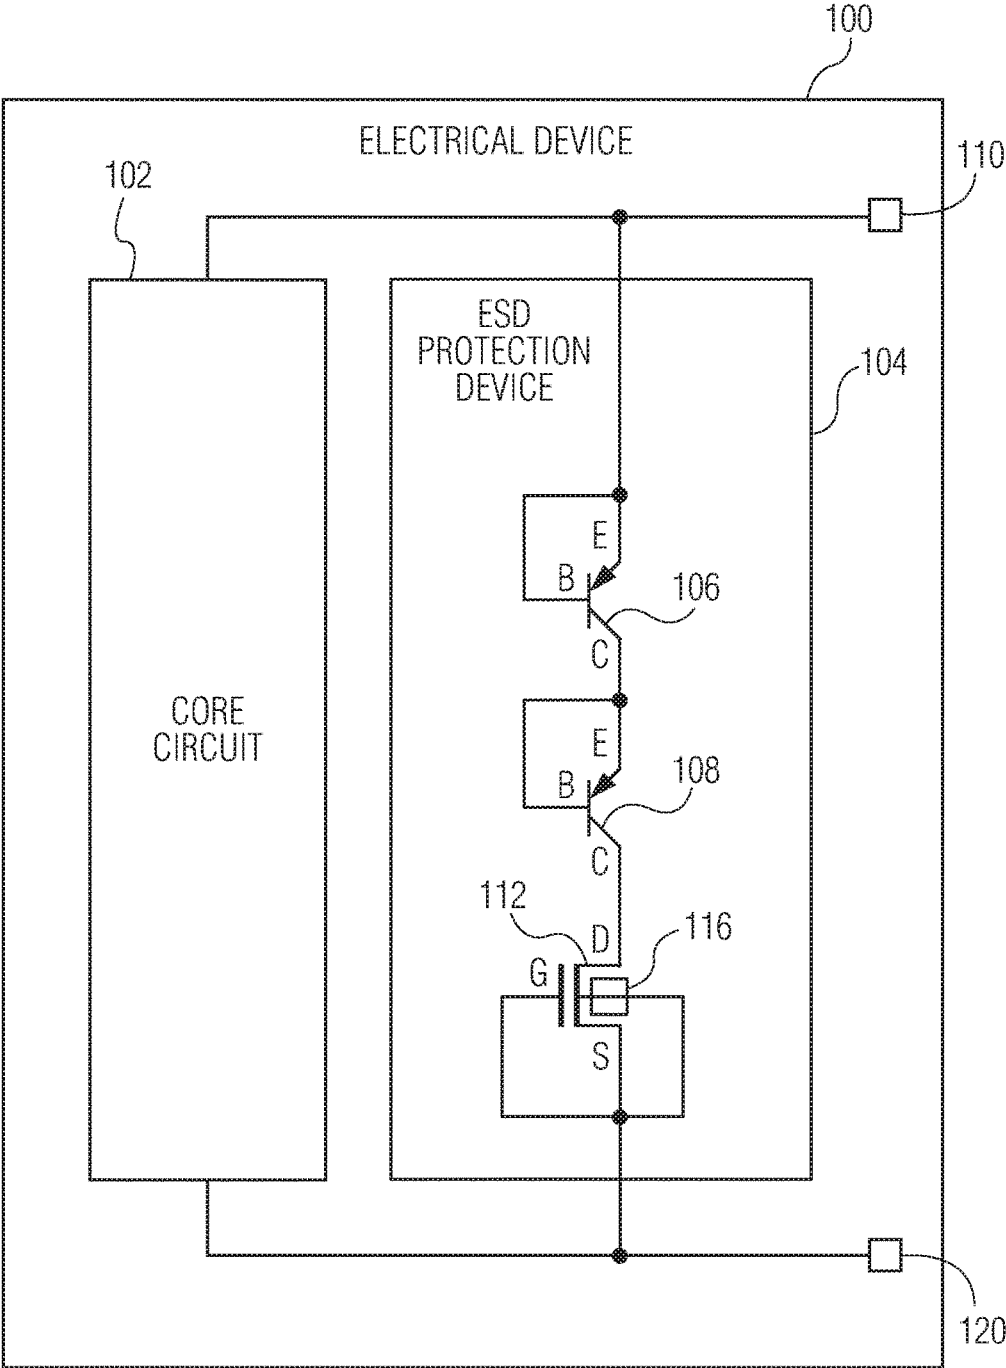 100
ELECTRICAL DEVICE
110
102
ESD
PROTECTION
DEVICE
104
E
B
106
C
CORE
CIRCUIT
E
B
108
C
112
D
116
G
S
120